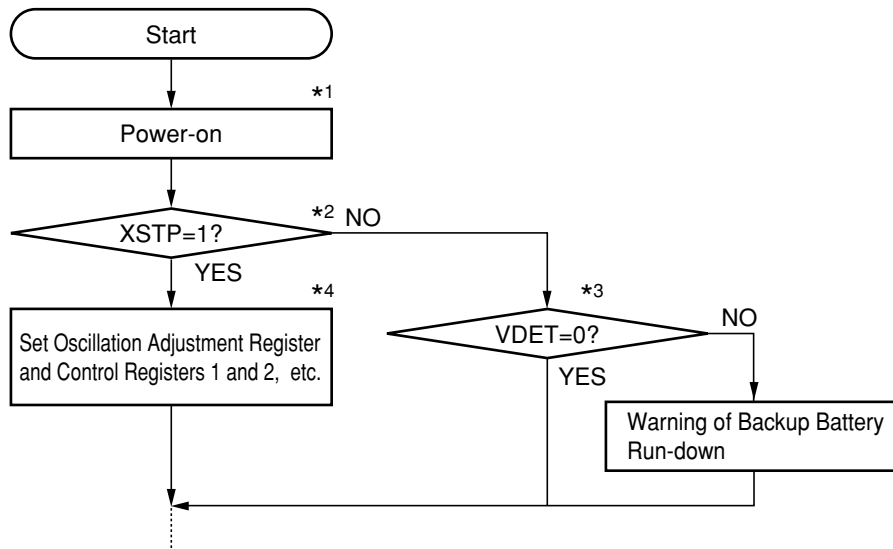 Start
*1
Power-on
*2
XSTP=1?
NO
YES
*4
Set Oscillation Adjustment Register
and Control Registers 1 and 2, etc.
*3
VDET=0?
NO
YES
Warning of Backup Battery
Run-down